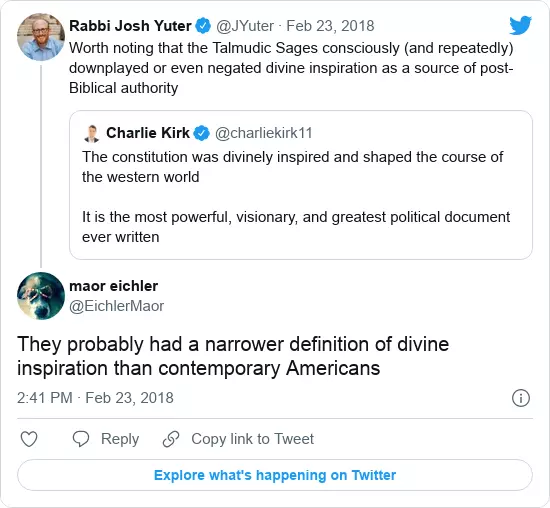 Rabbi Josh Yuter @JYuter · Feb 23, 2018
Worth noting that the Talmudic Sages consciously (and repeatedly)
downplayed or even negated divine inspiration as a source of post-
Biblical authority
Charlie Kirk @charliekirk11
The constitution was divinely inspired and shaped the course of
the western world
It is the most powerful, visionary, and greatest political document
ever written
maor eichler
@EichlerMaor
They probably had a narrower definition of divine
inspiration than contemporary Americans
2:41 PM · Feb 23, 2018
Reply Copy link to Tweet
Explore what's happening on Twitter